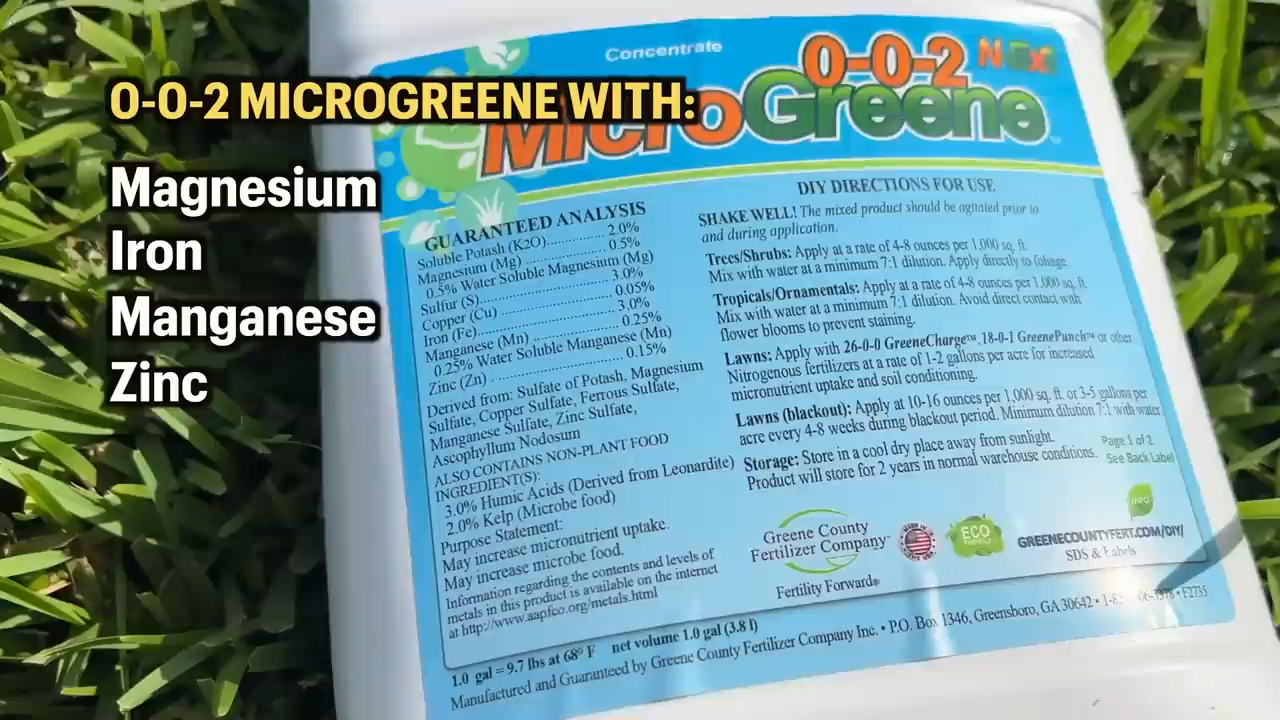 0-0-2 MICROGREENE WITH:
Magnesium
Iron
Manganese
Zinc
Concentrate
0-0-2
MicroGreene
GUARANTEED ANALYSIS
Soluble Potash (K2O)............... 2.0%
Magnesium (Mg) ..................... 0.5%
0.5% Water Soluble Magnesium (Mg)
Sulfur (S)................................. 3.0%
Copper (Cu) ............................ 0.05%
Iron (Fe)................................... 3.0%
Manganese (Mn) ..................... 0.25%
0.25% Water Soluble Manganese (Mn)
Zinc (Zn) ................................. 0.15%
Derived from: Sulfate of Potash, Magnesium
Sulfate, Copper Sulfate, Ferrous Sulfate,
Manganese Sulfate, Zinc Sulfate,
Ascophyllum Nodosum
ALSO CONTAINS NON-PLANT FOOD
INGREDIENT(S):
3.0% Humic Acids (Derived from Leonardite)
2.0% Kelp (Microbe food)
Purpose Statement:
May increase micronutrient uptake.
May increase microbe food.
Information regarding the contents and levels of
metals in this product is available on the internet
at http://www.aapfco.org/metals.html
DIY DIRECTIONS FOR USE
SHAKE WELL! The mixed product should be agitated prior to
and during application.
Trees/Shrubs: Apply at a rate of 4-8 ounces per 1,000 sq. ft.
Mix with water at a minimum 7:1 dilution. Apply directly to foliage.
Tropicals/Ornamentals: Apply at a rate of 4-8 ounces per 1,000 sq. ft.
Mix with water at a minimum 7:1 dilution. Avoid direct contact with
flower blooms to prevent staining.
Lawns: Apply with 26-0-0 GreeneCharge™, 18-0-1 GreenePunch™ or other
Nitrogenous fertilizers at a rate of 1-2 gallons per acre for increased
micronutrient uptake and soil conditioning.
Lawns (blackout): Apply at 10-16 ounces per 1,000 sq. ft. or 3-5 gallons per
acre every 4-8 weeks during blackout period. Minimum dilution 7:1 with water.
Storage: Store in a cool dry place away from sunlight.
Product will store for 2 years in normal warehouse conditions.
Page 1 of 2
See Back Label
Greene County
Fertilizer Company
Fertility Forward®
ECO
INFO
GREENECOUNTYFERT.COM/DIY/
SDS & Labels
1.0 gal = 9.7 lbs at 68° F net volume 1.0 gal (3.8 l)
Manufactured and Guaranteed by Greene County Fertilizer Company Inc. • P.O. Box 1346, Greensboro, GA 30642 •